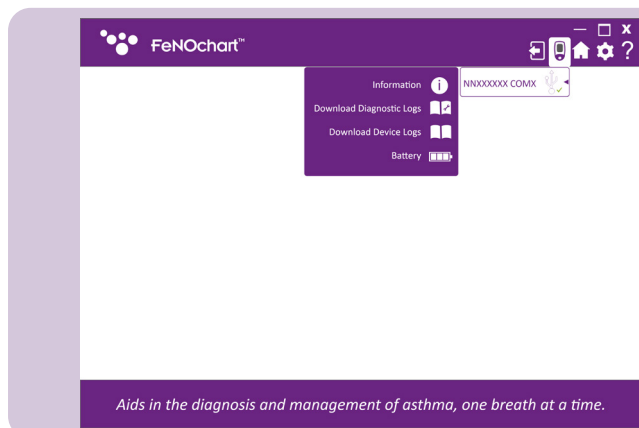 FeNOchart™
Information
NNXXXXXX COMX
Download Diagnostic Logs
Download Device Logs
Battery
Aids in the diagnosis and management of asthma, one breath at a time.